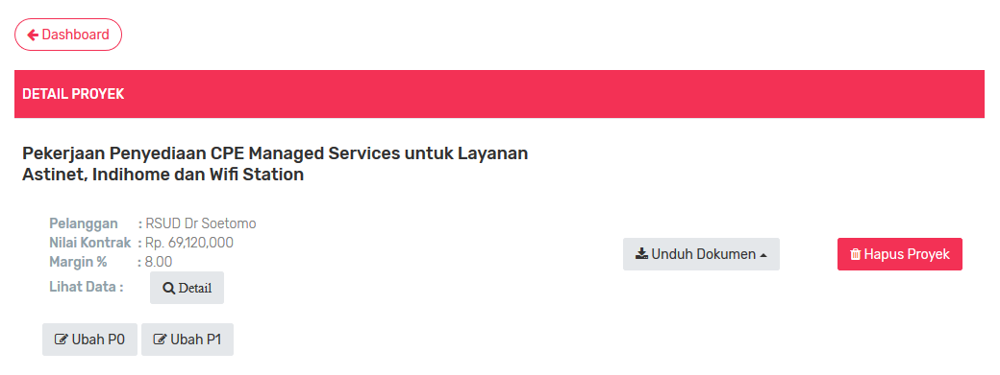 Dashboard
DETAIL PROYEK
Pekerjaan Penyediaan CPE Managed Services untuk Layanan
Astinet, Indihome dan Wifi Station
Pelanggan : RSUD Dr Soetomo
Nilai Kontrak : Rp. 69,120,000
Margin % : 8.00
Lihat Data : Detail
Unduh Dokumen
Hapus Proyek
Ubah P0 Ubah P1